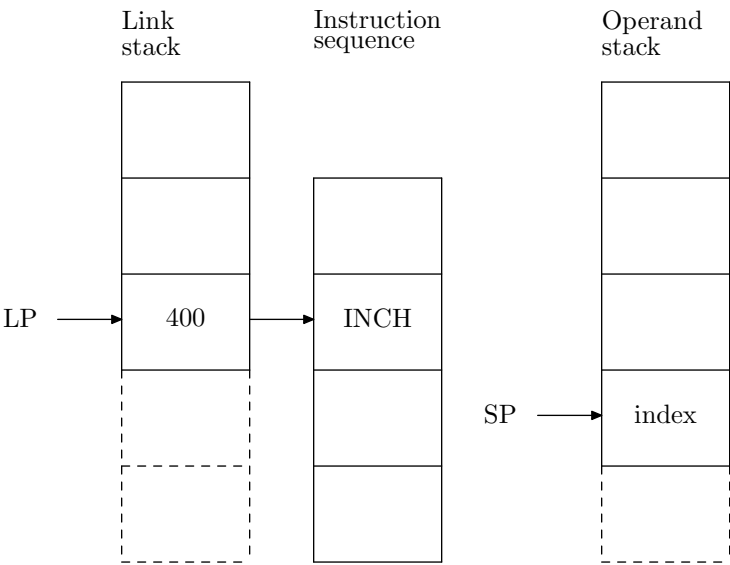 Link
stack
Instruction
sequence
Operand
stack
LP
400
INCH
SP
index